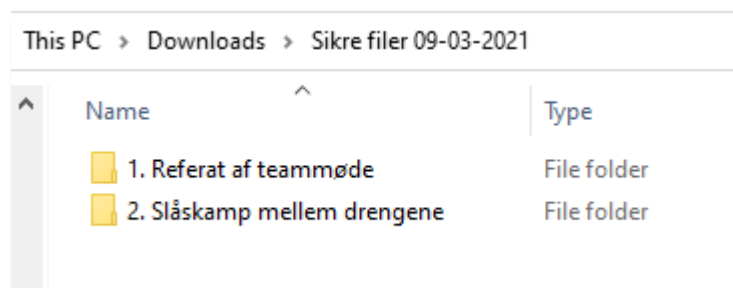 This PC > Downloads > Sikre filer 09-03-2021
Name Type
1. Referat af teammøde File folder
2. Slåskamp mellem drengene File folder